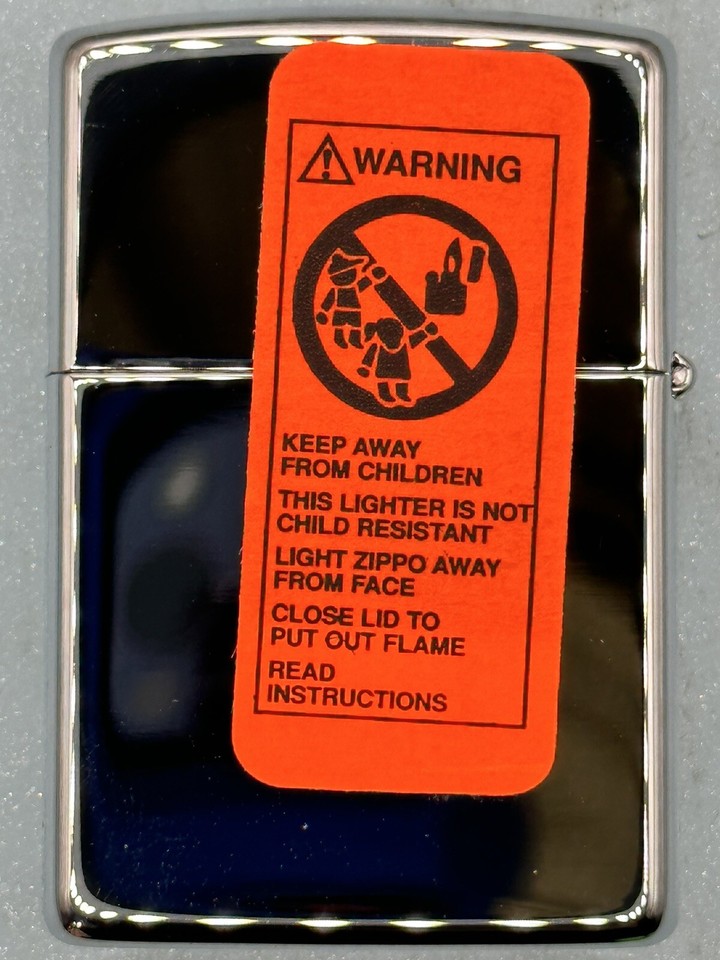 WARNING
KEEP AWAY
FROM CHILDREN
THIS LIGHTER IS NOT
CHILD RESISTANT
LIGHT ZIPPO AWAY
FROM FACE
CLOSE LID TO
PUT OUT FLAME
READ
INSTRUCTIONS